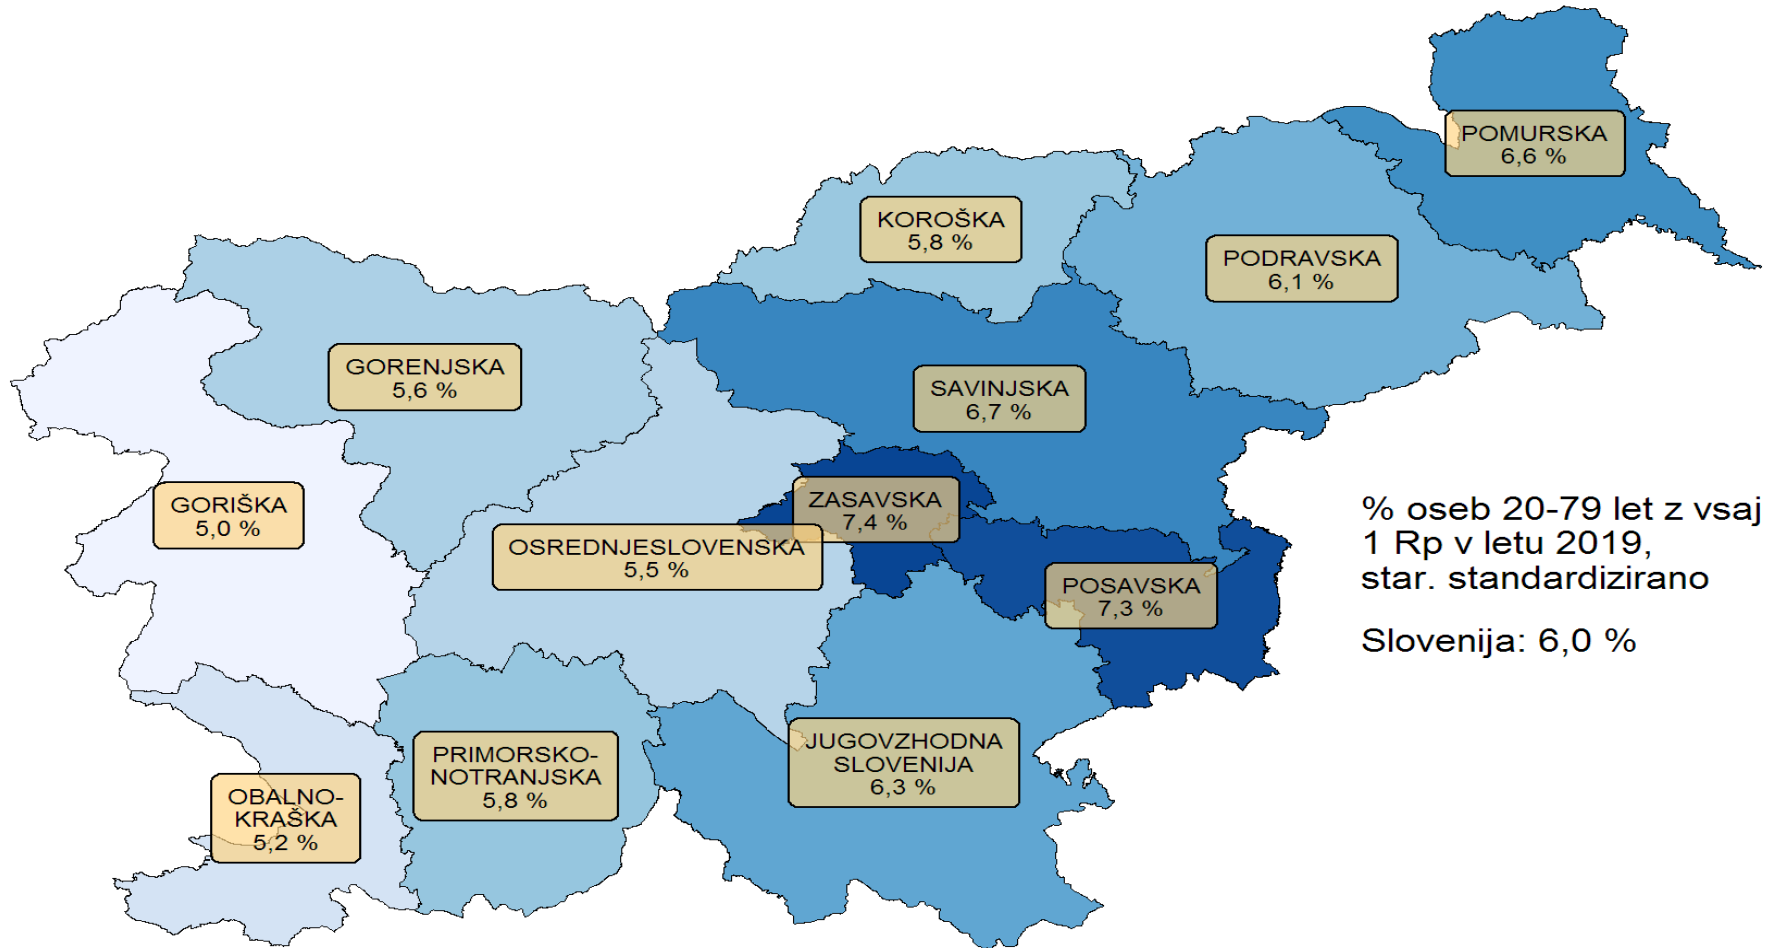 POMURSKA
6,6 %
KOROŠKA
5,8 %
PODRAVSKA
6,1 %
GORENJSKA
5,6 %
SAVINJSKA
6,7 %
GORIŠKA
5,0 %
ZASAVSKA
7,4 %
OSREDNJESLOVENSKA
5,5 %
POSAVSKA
7,3 %
% oseb 20-79 let z vsaj
1 Rp v letu 2019,
star. standardizirano
Slovenija: 6,0 %
PRIMORSKO-
NOTRANJSKA
5,8 %
JUGOVZHODNA
SLOVENIJA
6,3 %
OBALNO-
KRAŠKA
5,2 %